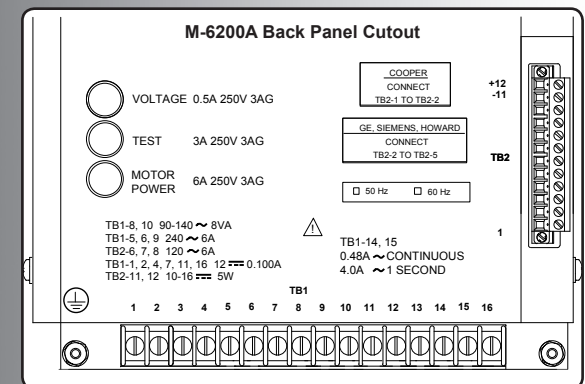 M-6200A Back Panel Cutout
VOLTAGE 0.5A 250V 3AG
TEST 3A 250V 3AG
MOTOR POWER 6A 250V 3AG
COOPER
CONNECT
TB2-1 TO TB2-2
GE, SIEMENS, HOWARD
CONNECT
TB2-2 TO TB2-5
50 Hz 60 Hz
+12
-11
TB2
1
TB1-8, 10 90-140 ~ 8VA
TB1-5, 6, 9 240 ~ 6A
TB2-6, 7, 8 120 ~ 6A
TB1-1, 2, 4, 7, 11, 16 12 ⎓ 0.100A
TB2-11, 12 10-16 ⎓ 5W
TB1-14, 15
0.48A ~ CONTINUOUS
4.0A ~ 1 SECOND
TB1
1 2 3 4 5 6 7 8 9 10 11 12 13 14 15 16